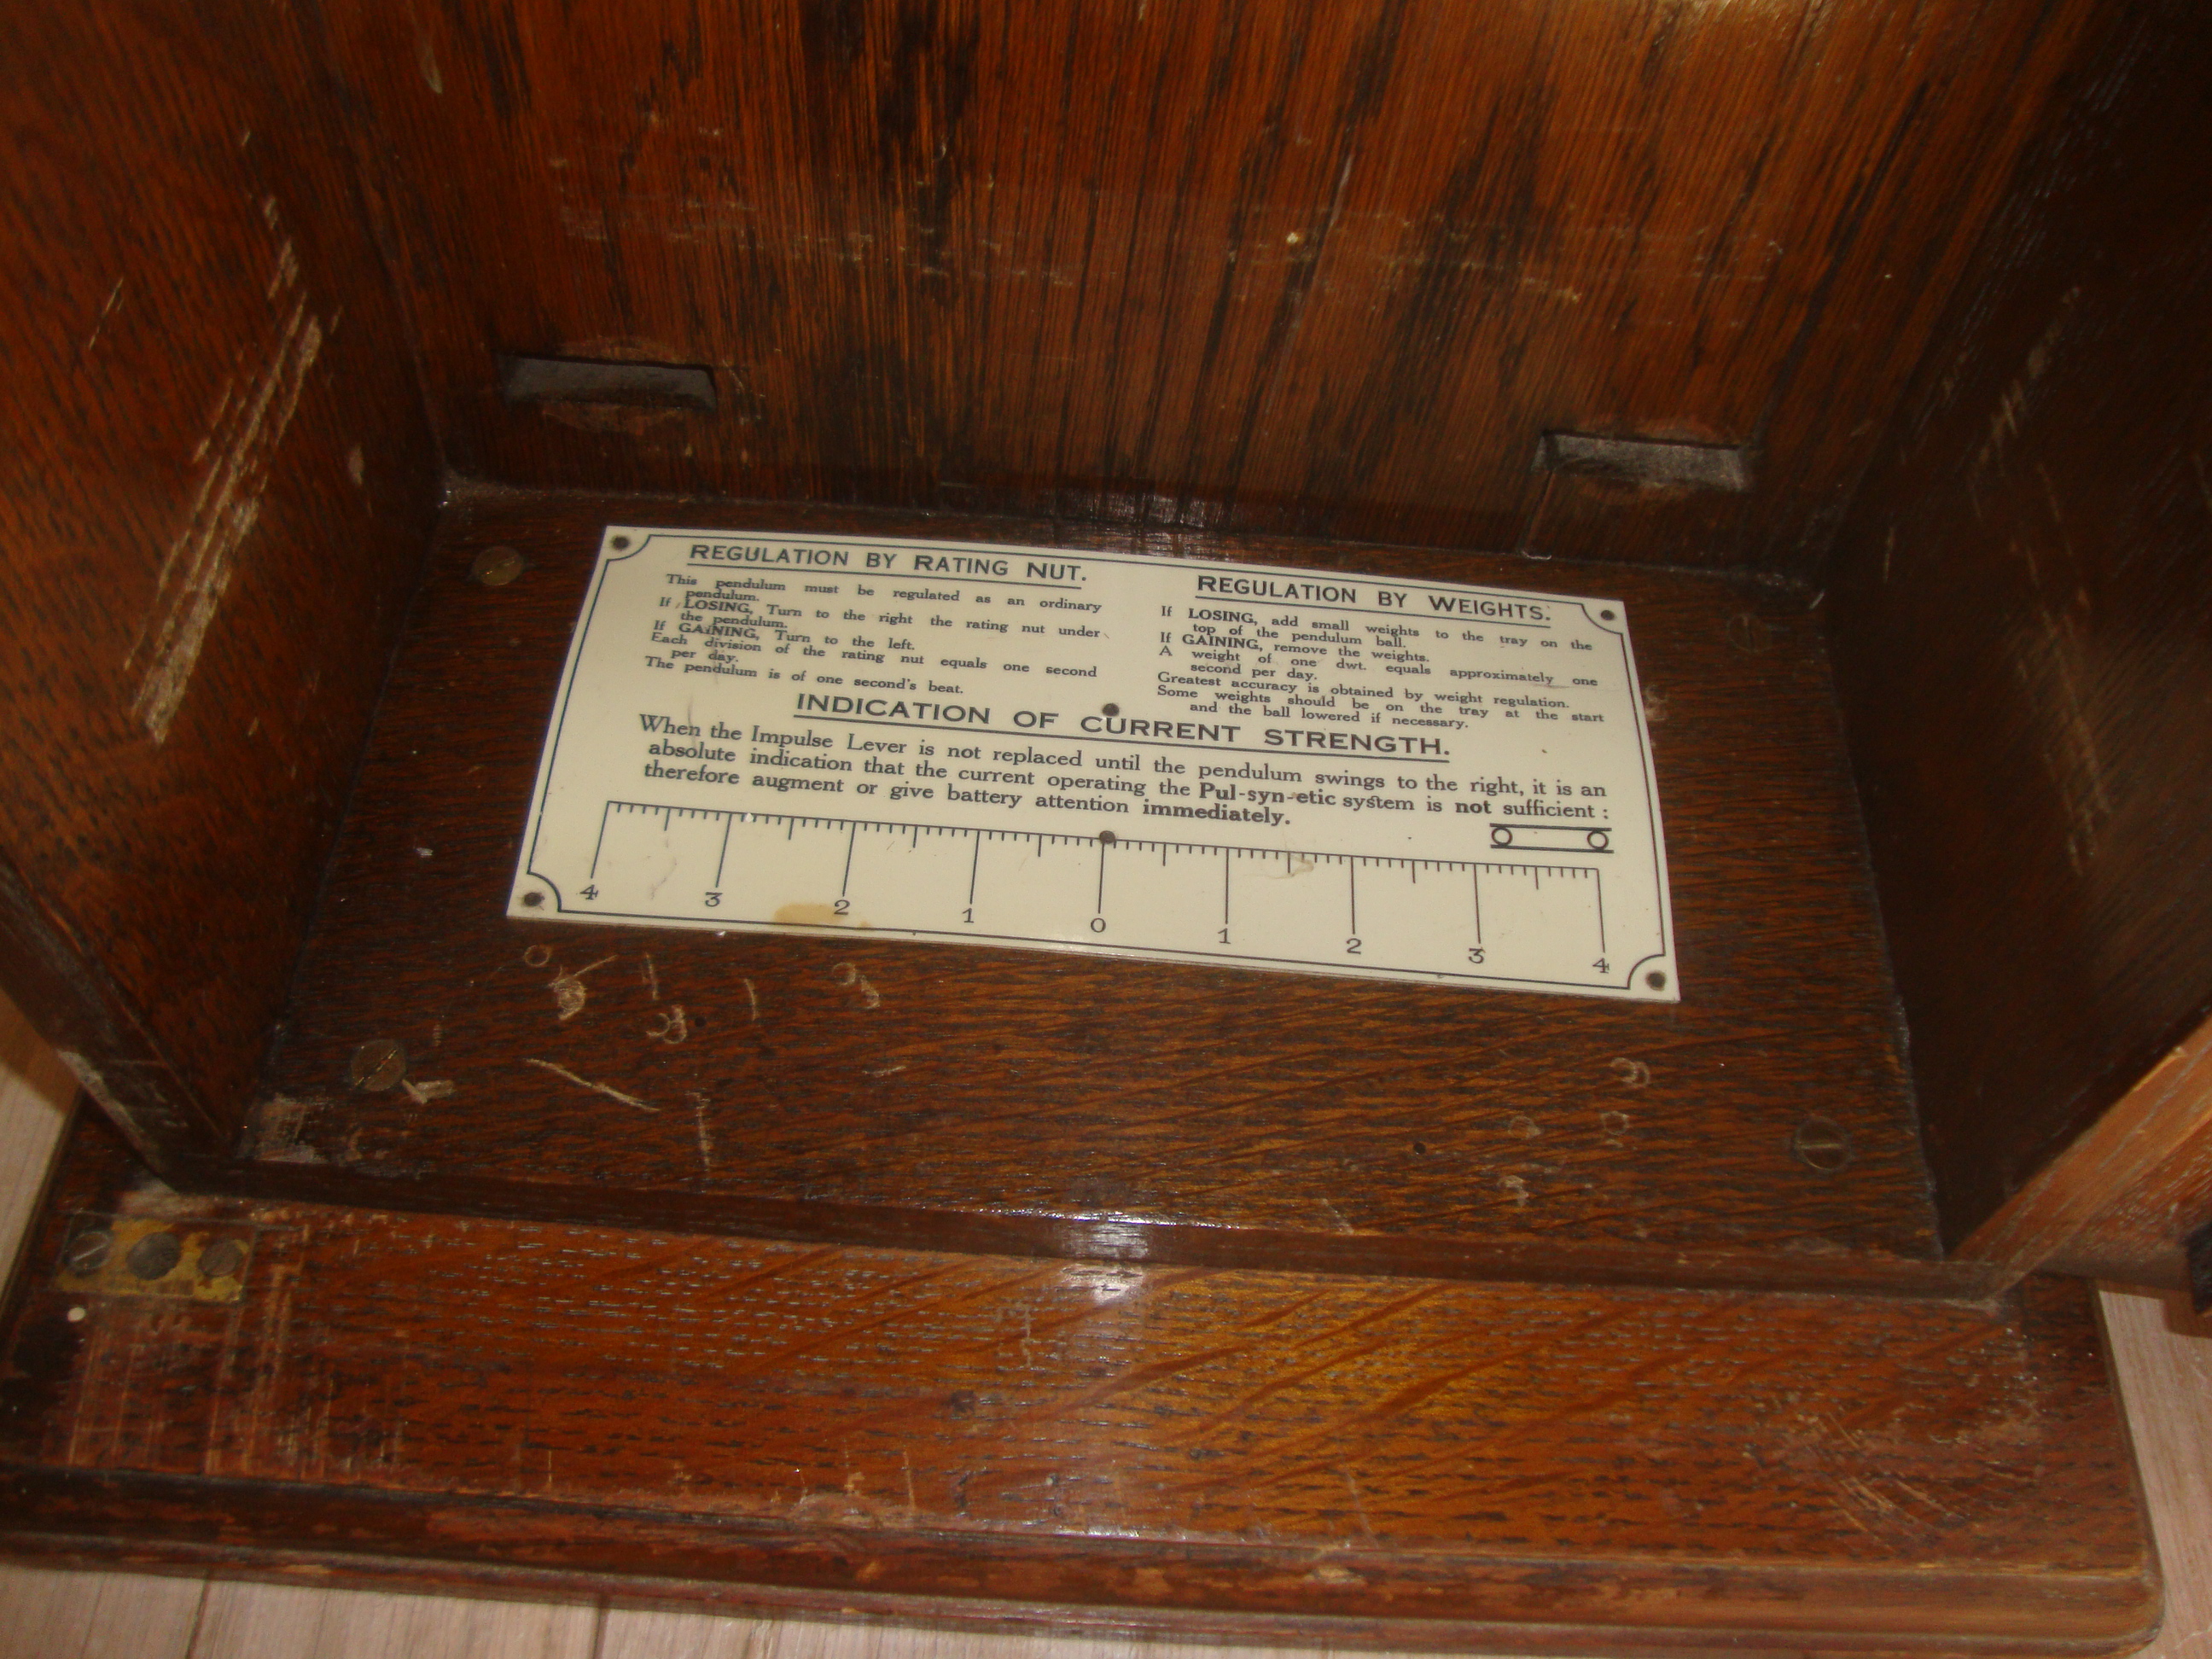 REGULATION BY RATING NUT.
This pendulum must be regulated as an ordinary
pendulum.
If LOSING, Turn to the right the rating nut under
the pendulum.
If GAINING, Turn to the left.
Each division of the rating nut equals one second
per day.
The pendulum is of one second's beat.
REGULATION BY WEIGHTS.
If LOSING, add small weights to the tray on the
top of the pendulum ball.
If GAINING, remove the weights.
A weight of one dwt. equals approximately one
second per day.
Greatest accuracy is obtained by weight regulation.
Some weights should be on the tray at the start
and the ball lowered if necessary.
INDICATION OF CURRENT STRENGTH.
When the Impulse Lever is not replaced until the pendulum swings to the right, it is an
absolute indication that the current operating the Pul-syn-etic system is not sufficient :
therefore augment or give battery attention immediately.
4 3 2 1 0 1 2 3 4